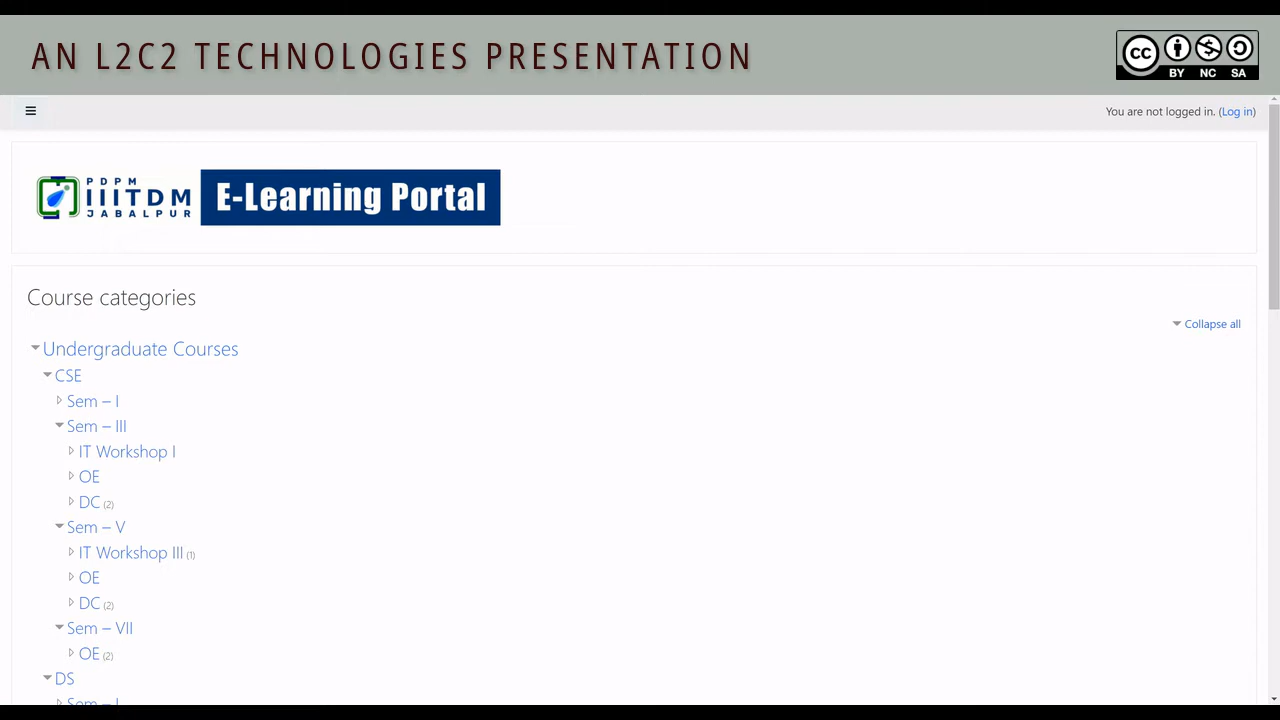 AN L2C2 TECHNOLOGIES PRESENTATION
CC BY NC SA
You are not logged in. (Log in)
PDPM
IIITDM
JABALPUR
E-Learning Portal
Course categories
Collapse all
Undergraduate Courses
CSE
Sem – I
Sem – III
IT Workshop I
OE
DC (2)
Sem – V
IT Workshop III (1)
OE
DC (2)
Sem – VII
OE (2)
DS
Sem – I